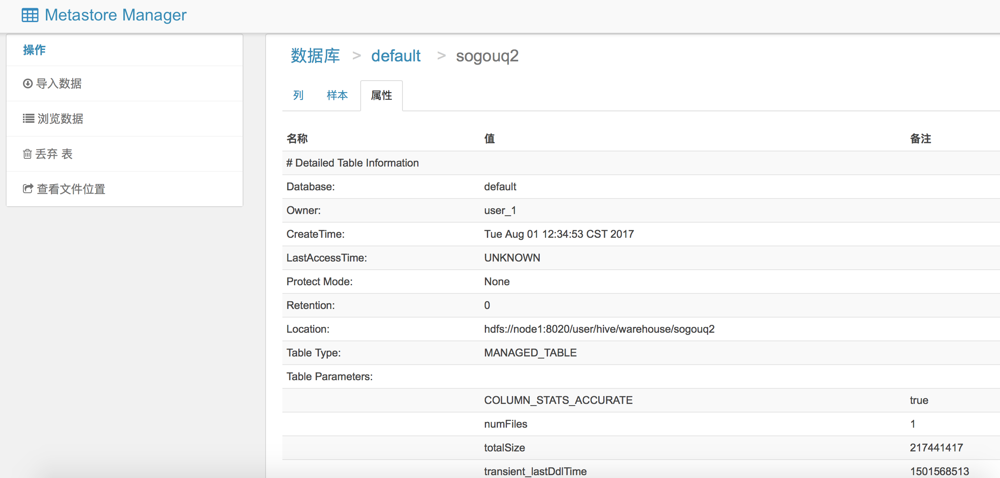 Metastore Manager
操作
导入数据
浏览数据
丢弃 表
查看文件位置
数据库 > default > sogouq2
列 样本 属性
名称 值 备注
# Detailed Table Information
Database: default
Owner: user_1
CreateTime: Tue Aug 01 12:34:53 CST 2017
LastAccessTime: UNKNOWN
Protect Mode: None
Retention: 0
Location: hdfs://node1:8020/user/hive/warehouse/sogouq2
Table Type: MANAGED_TABLE
Table Parameters:
COLUMN_STATS_ACCURATE true
numFiles 1
totalSize 217441417
transient_lastDdlTime 1501568513